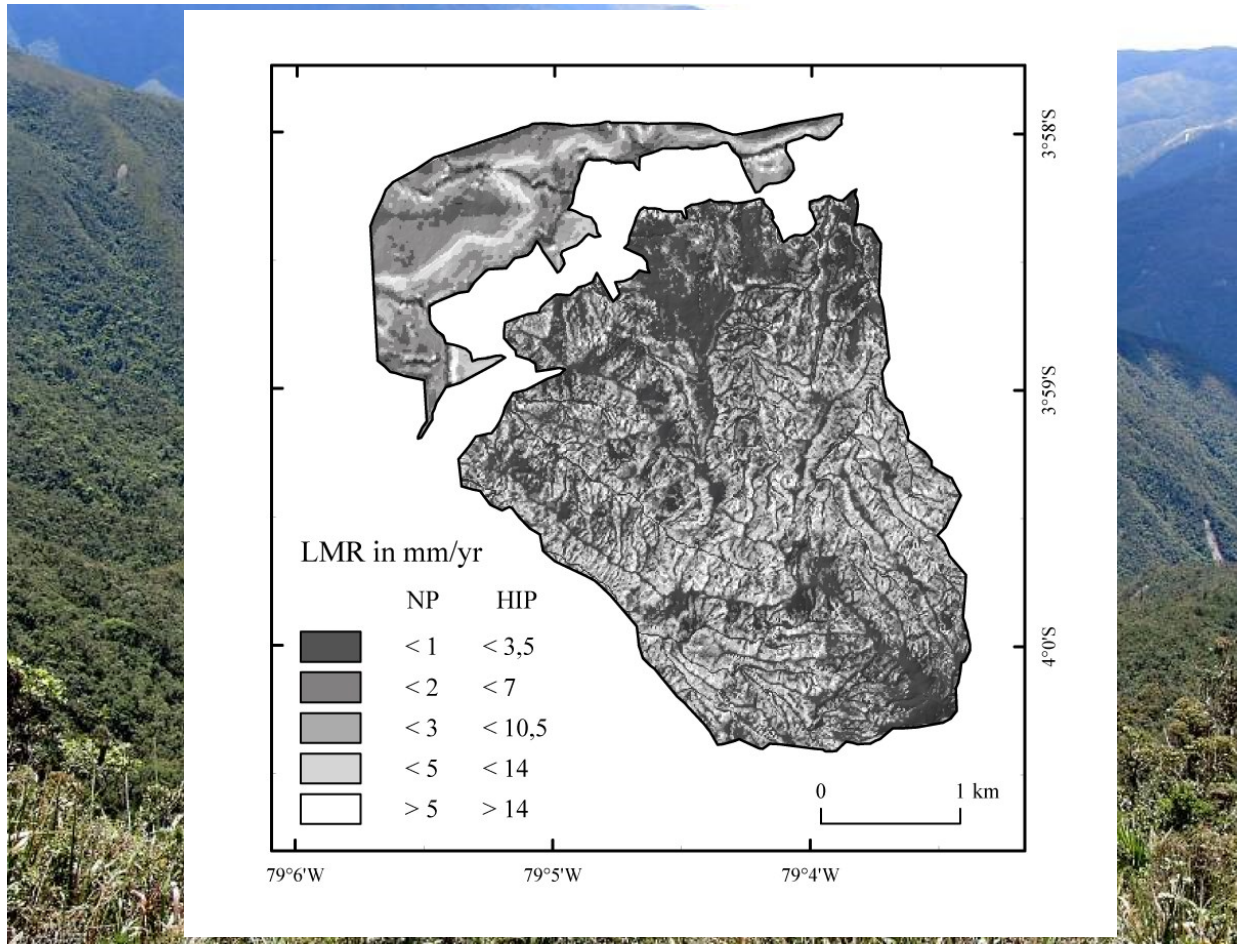 3°58'S
3°59'S
4°0'S
LMR in mm/yr
NP HIP
< 1 < 3,5
< 2 < 7
< 3 < 10,5
< 5 < 14
> 5 > 14
0 1 km
79°6'W 79°5'W 79°4'W